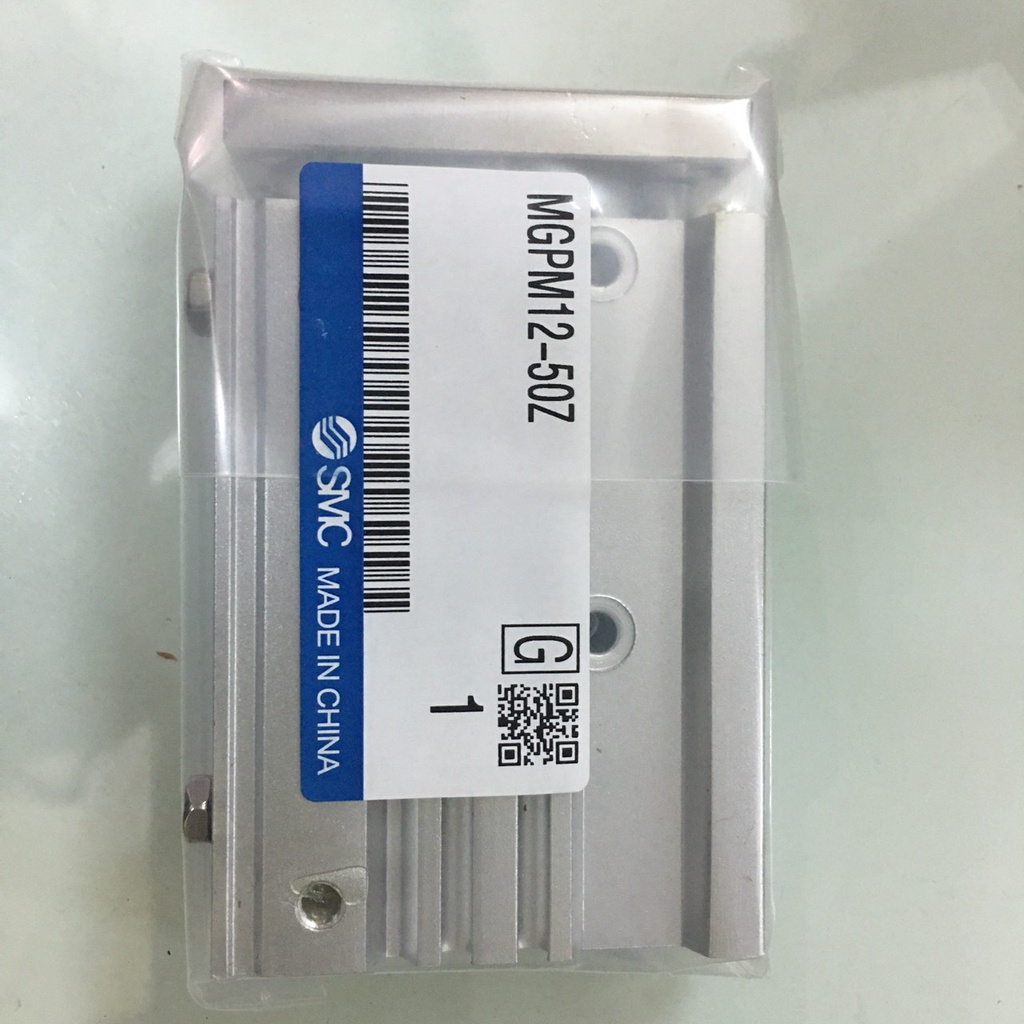 MGPM12-50Z
G
1
SMC MADE IN CHINA